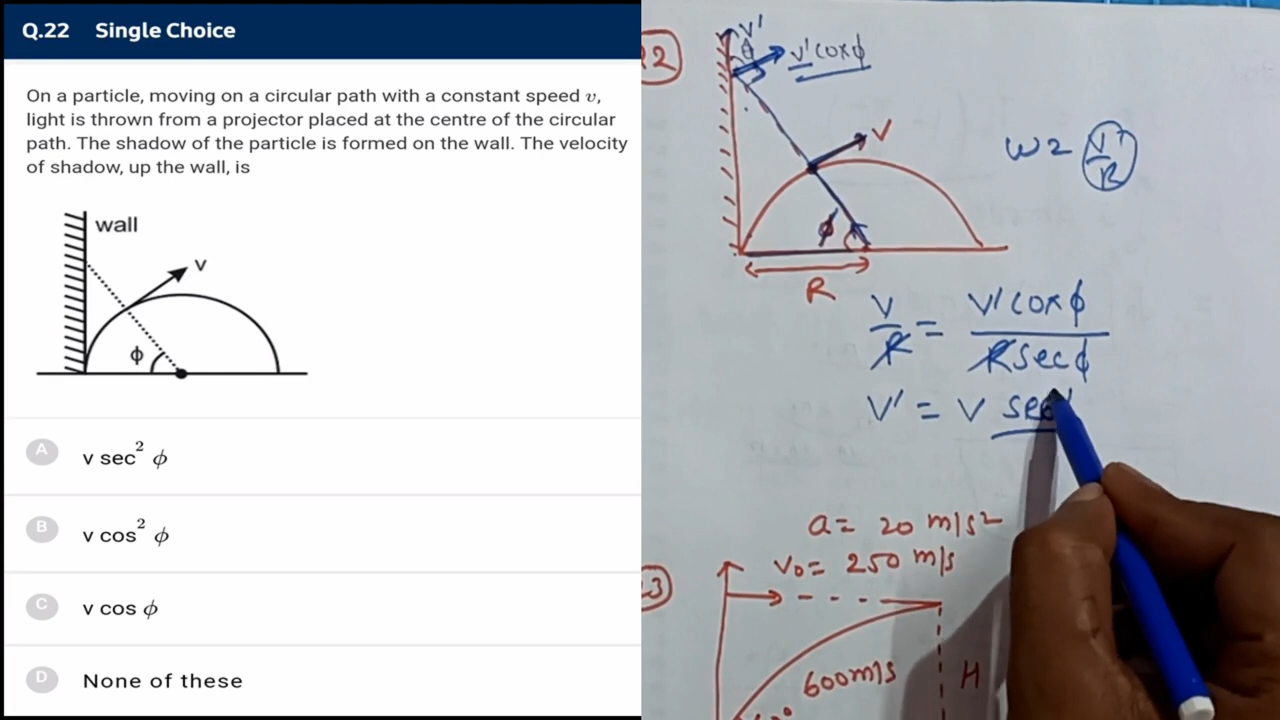 Q.22 Single Choice
On a particle, moving on a circular path with a constant speed v,
light is thrown from a projector placed at the centre of the circular
path. The shadow of the particle is formed on the wall. The velocity
of shadow, up the wall, is
wall
v
ϕ
A v sec² ϕ
B v cos² ϕ
C v cos ϕ
D None of these
22
v'
ϕ
v'cosϕ
v
ϕ
R
ω = v/R
v/R = v'cosϕ/Rsecϕ
v' = v sec
a = 20 m/s²
v₀ = 250 m/s
3
600m/s
H